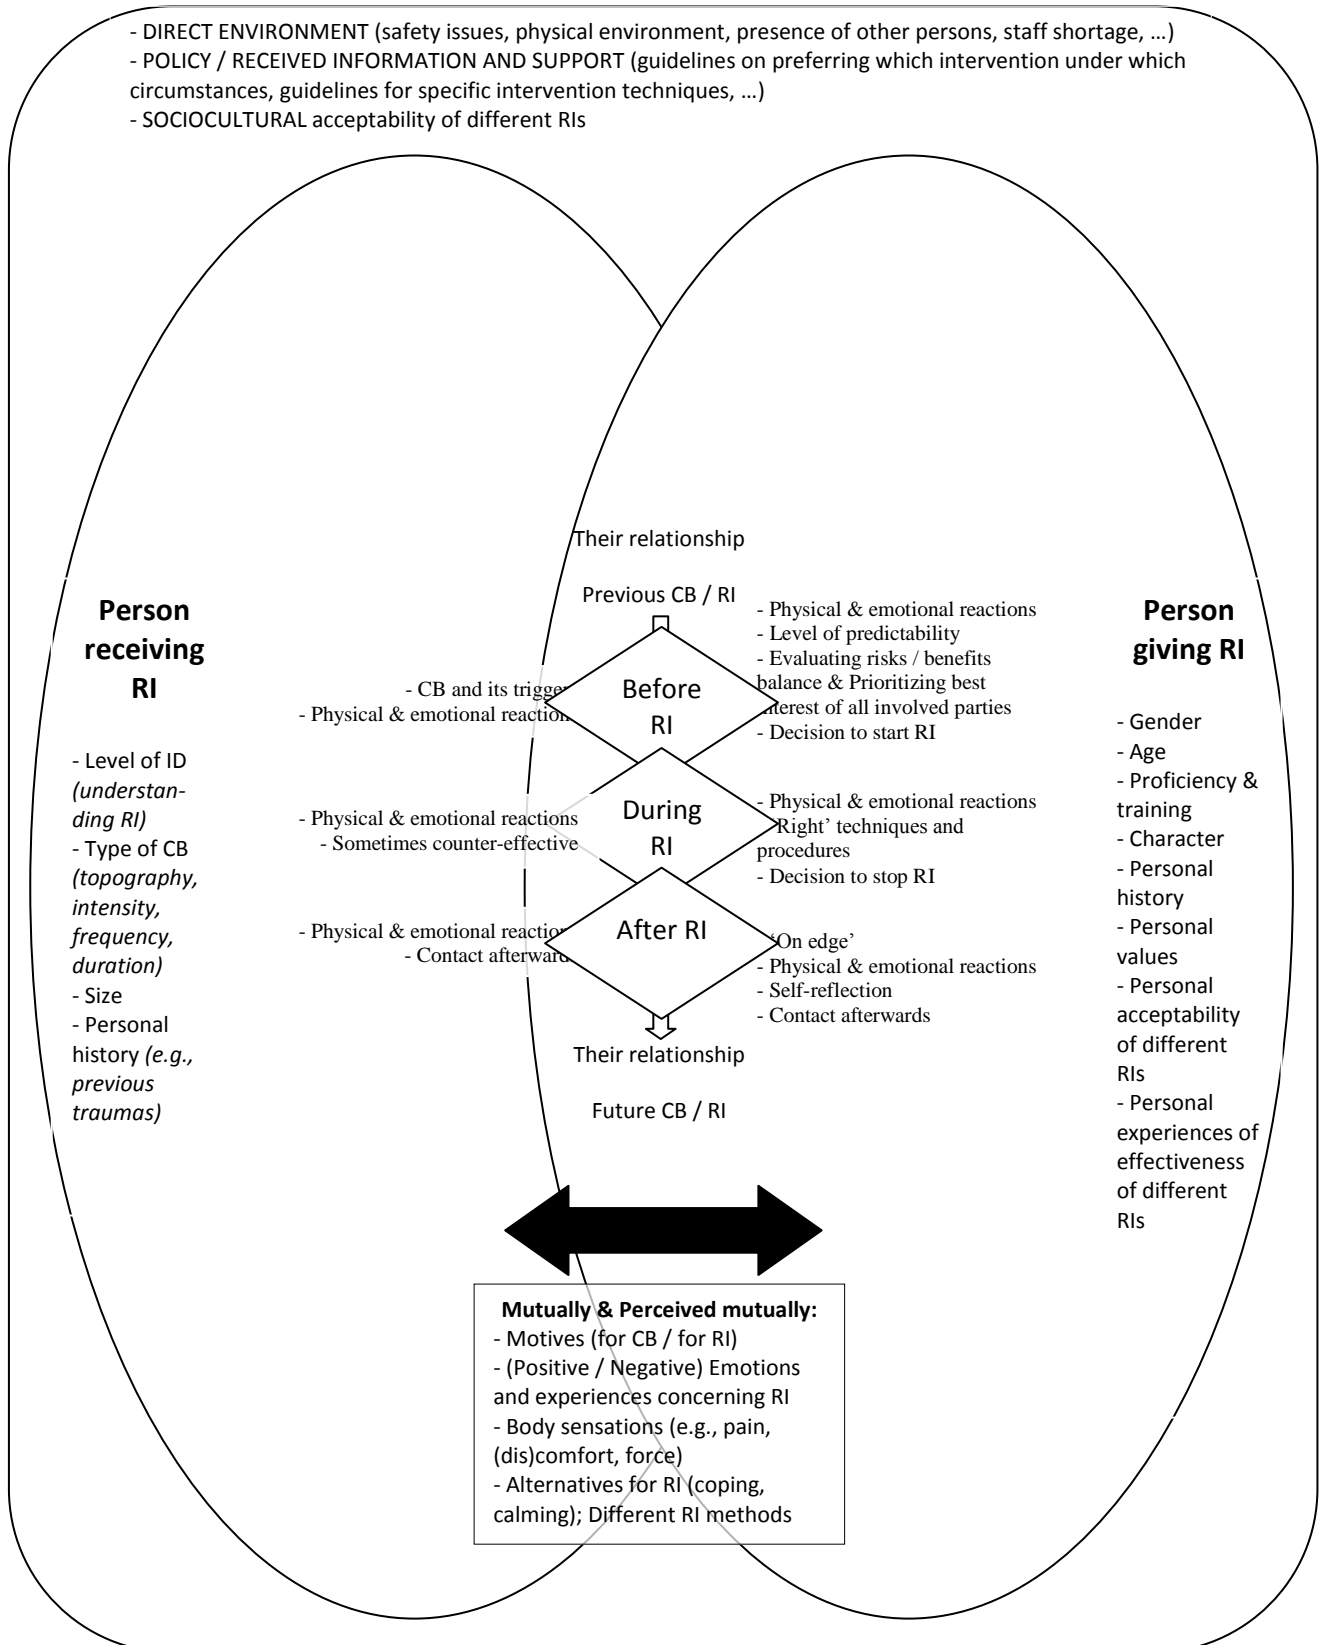 - DIRECT ENVIRONMENT (safety issues, physical environment, presence of other persons, staff shortage, …)
- POLICY / RECEIVED INFORMATION AND SUPPORT (guidelines on preferring which intervention under which
circumstances, guidelines for specific intervention techniques, …)
- SOCIOCULTURAL acceptability of different RIs
Person
receiving
RI
- Level of ID
(understan-
ding RI)
- Type of CB
(topography,
intensity,
frequency,
duration)
- Size
- Personal
history (e.g.,
previous
traumas)
Their relationship
Previous CB / RI
- CB and its trigger
- Physical & emotional reaction
Before
RI
- Physical & emotional reactions
- Level of predictability
- Evaluating risks / benefits
balance & Prioritizing best
interest of all involved parties
- Decision to start RI
- Physical & emotional reactions
- Sometimes counter-effective
During
RI
- Physical & emotional reactions
‘Right’ techniques and
procedures
- Decision to stop RI
- Physical & emotional reaction
- Contact afterward
After RI
‘On edge’
- Physical & emotional reactions
- Self-reflection
- Contact afterwards
Their relationship
Future CB / RI
Person
giving RI
- Gender
- Age
- Proficiency &
training
- Character
- Personal
history
- Personal
values
- Personal
acceptability
of different
RIs
- Personal
experiences of
effectiveness
of different
RIs
Mutually & Perceived mutually:
- Motives (for CB / for RI)
- (Positive / Negative) Emotions
and experiences concerning RI
- Body sensations (e.g., pain,
(dis)comfort, force)
- Alternatives for RI (coping,
calming); Different RI methods